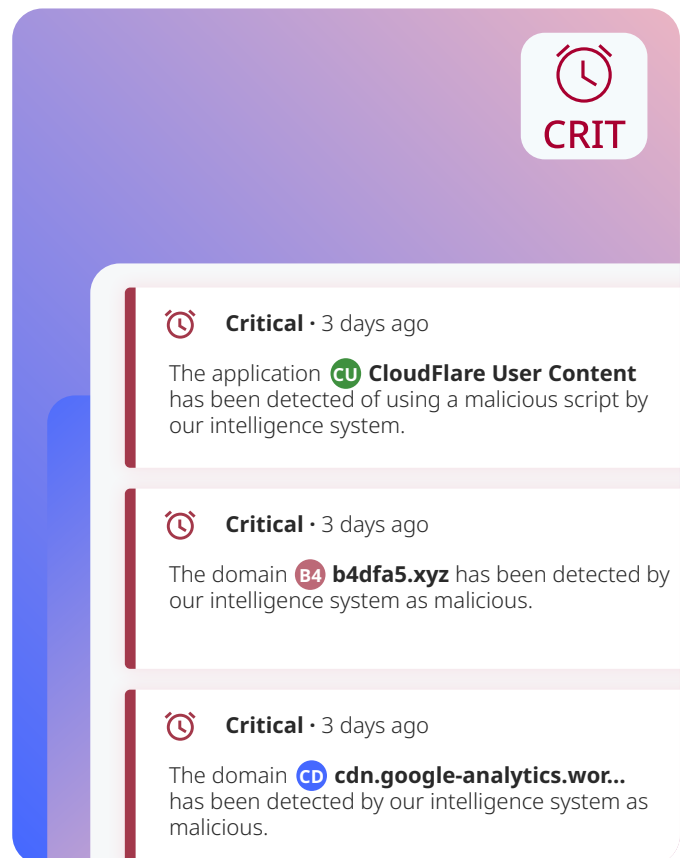 CRIT
Critical · 3 days ago
The application CU CloudFlare User Content
has been detected of using a malicious script by
our intelligence system.
Critical · 3 days ago
The domain B4 b4dfa5.xyz has been detected by
our intelligence system as malicious.
Critical · 3 days ago
The domain CD cdn.google-analytics.wor...
has been detected by our intelligence system as
malicious.